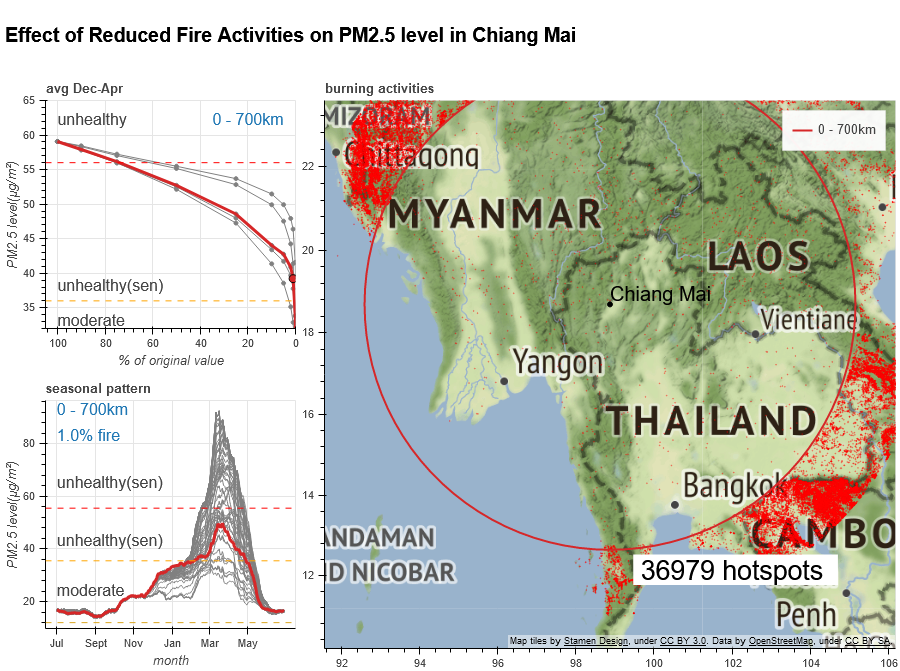 Effect of Reduced Fire Activities on PM2.5 level in Chiang Mai
avg Dec-Apr
65
60
55
50
45
40
35
PM2.5 level(µg/m²)
unhealthy
0 - 700km
unhealthy(sen)
moderate
100
80
60
40
20
0
% of original value
seasonal pattern
80
60
40
20
PM2.5 level(µg/m²)
0 - 700km
1.0% fire
unhealthy(sen)
unhealthy(sen)
moderate
Jul
Sept
Nov
Jan
Mar
May
month
burning activities
0 - 700km
22
20
18
16
14
12
MIZORAM
Chittagong
MYANMAR
LAOS
Chiang Mai
Vientiane
Yangon
THAILAND
Bangkok
CAMBO
ANDAMAN
D NICOBAR
36979 hotspots
Penh
Map tiles by Stamen Design, under CC BY 3.0. Data by OpenStreetMap, under CC BY SA
92
94
96
98
100
102
104
106